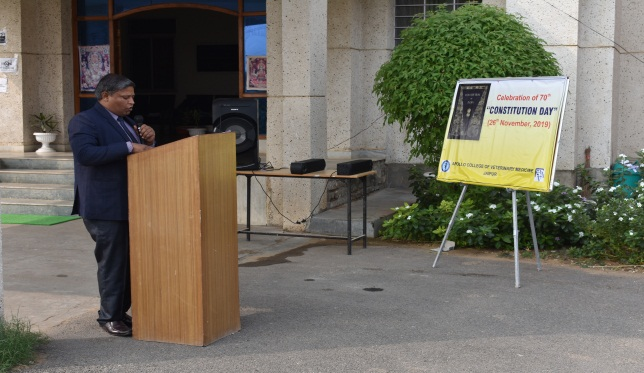 Celebration of 70th
"CONSTITUTION DAY"
(26th November, 2019)
APOLLO COLLEGE OF VETERINARY MEDICINE
JAIPUR